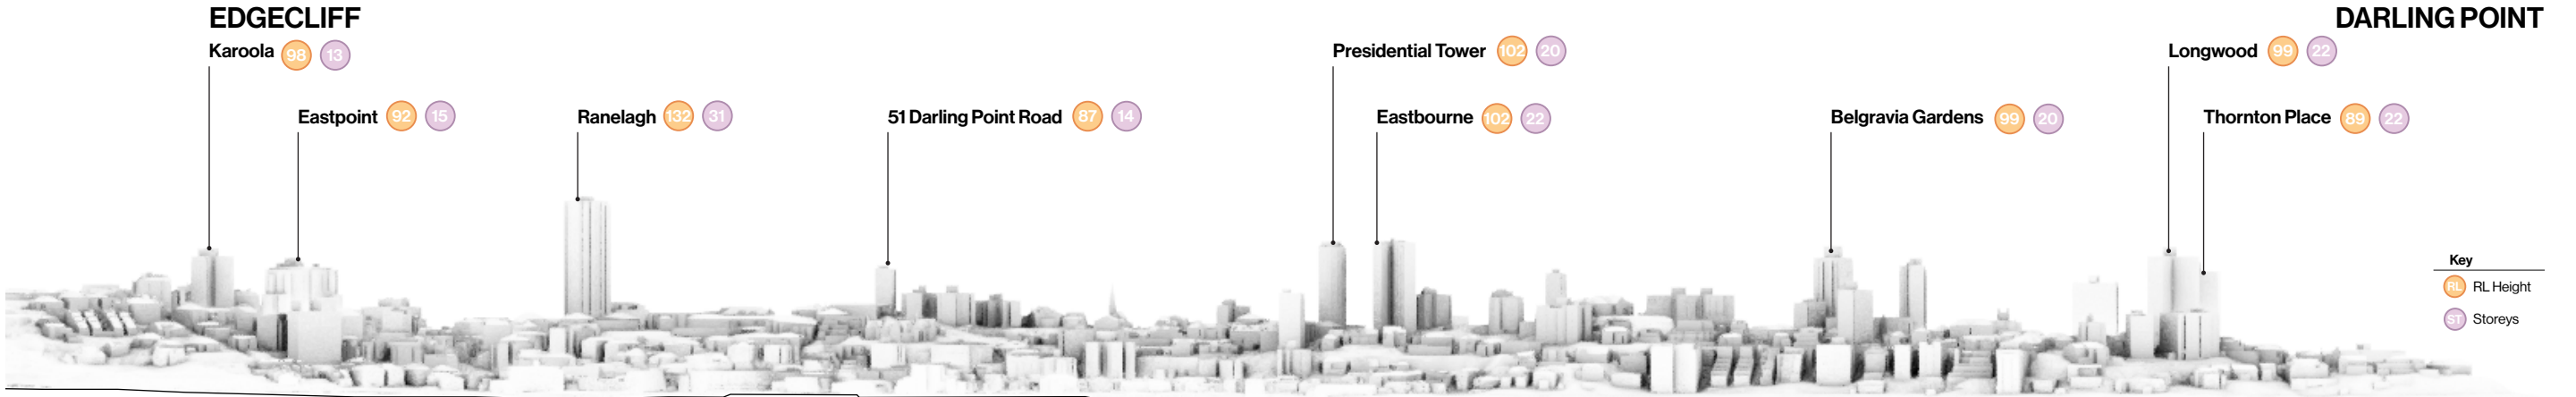 EDGECLIFF
DARLING POINT
Karoola 98 13
Presidential Tower 102 20
Longwood 99 22
Eastpoint 92 15
Ranelagh 132 31
51 Darling Point Road 87 14
Eastbourne 102 22
Belgravia Gardens 99 20
Thornton Place 89 22
Key
RL RL Height
ST Storeys